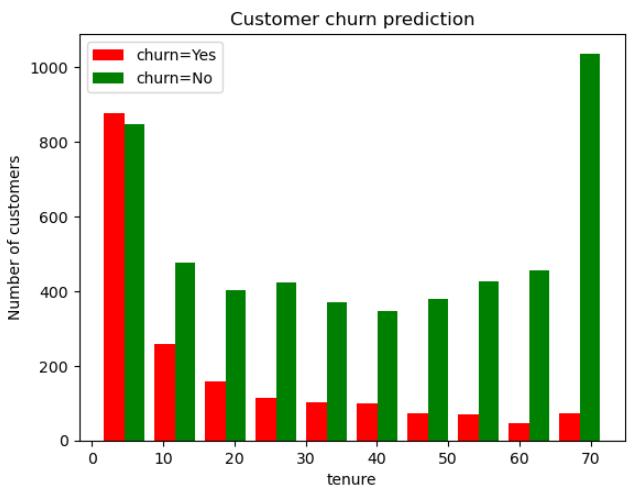 Customer churn prediction
churn=Yes
churn=No
Number of customers
1000
800
600
400
200
0
0 10 20 30 40 50 60 70
tenure